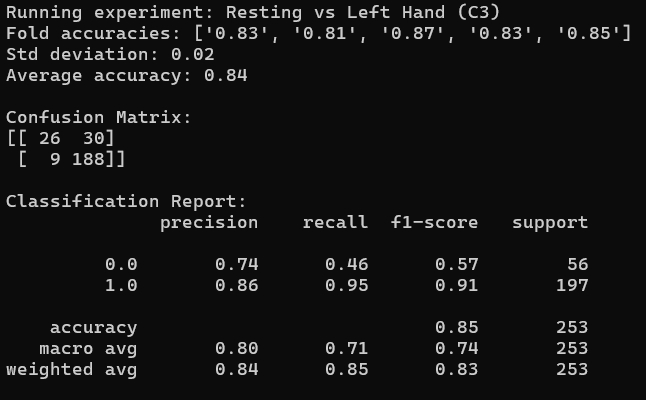 Running experiment: Resting vs Left Hand (C3)
Fold accuracies: ['0.83', '0.81', '0.87', '0.83', '0.85']
Std deviation: 0.02
Average accuracy: 0.84
Confusion Matrix:
[[ 26  30]
 [  9 188]]
Classification Report:
precision    recall  f1-score   support
0.0       0.74      0.46      0.57        56
1.0       0.86      0.95      0.91       197
accuracy                           0.85       253
macro avg       0.80      0.71      0.74       253
weighted avg       0.84      0.85      0.83       253